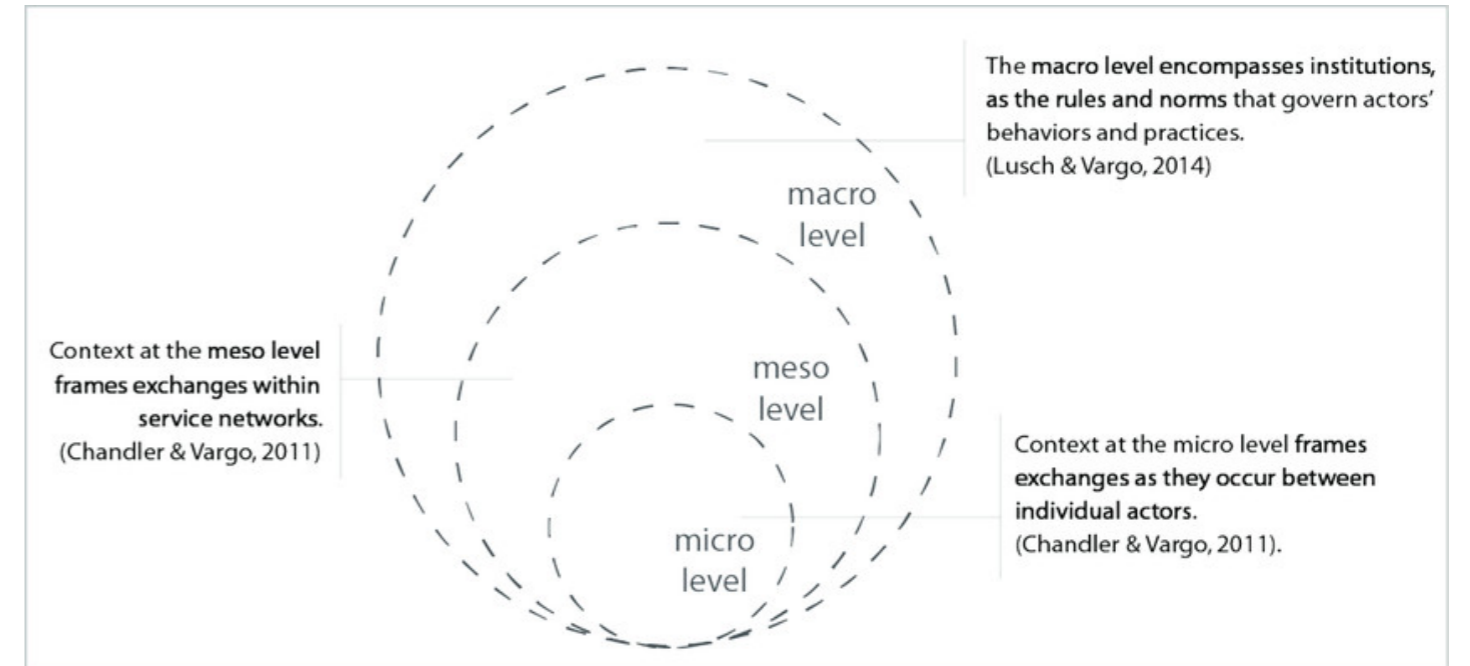 The macro level encompasses institutions,
as the rules and norms that govern actors'
behaviors and practices.
(Lusch & Vargo, 2014)
macro
level
Context at the meso level
frames exchanges within
service networks.
(Chandler & Vargo, 2011)
meso
level
Context at the micro level frames
exchanges as they occur between
individual actors.
(Chandler & Vargo, 2011).
micro
level